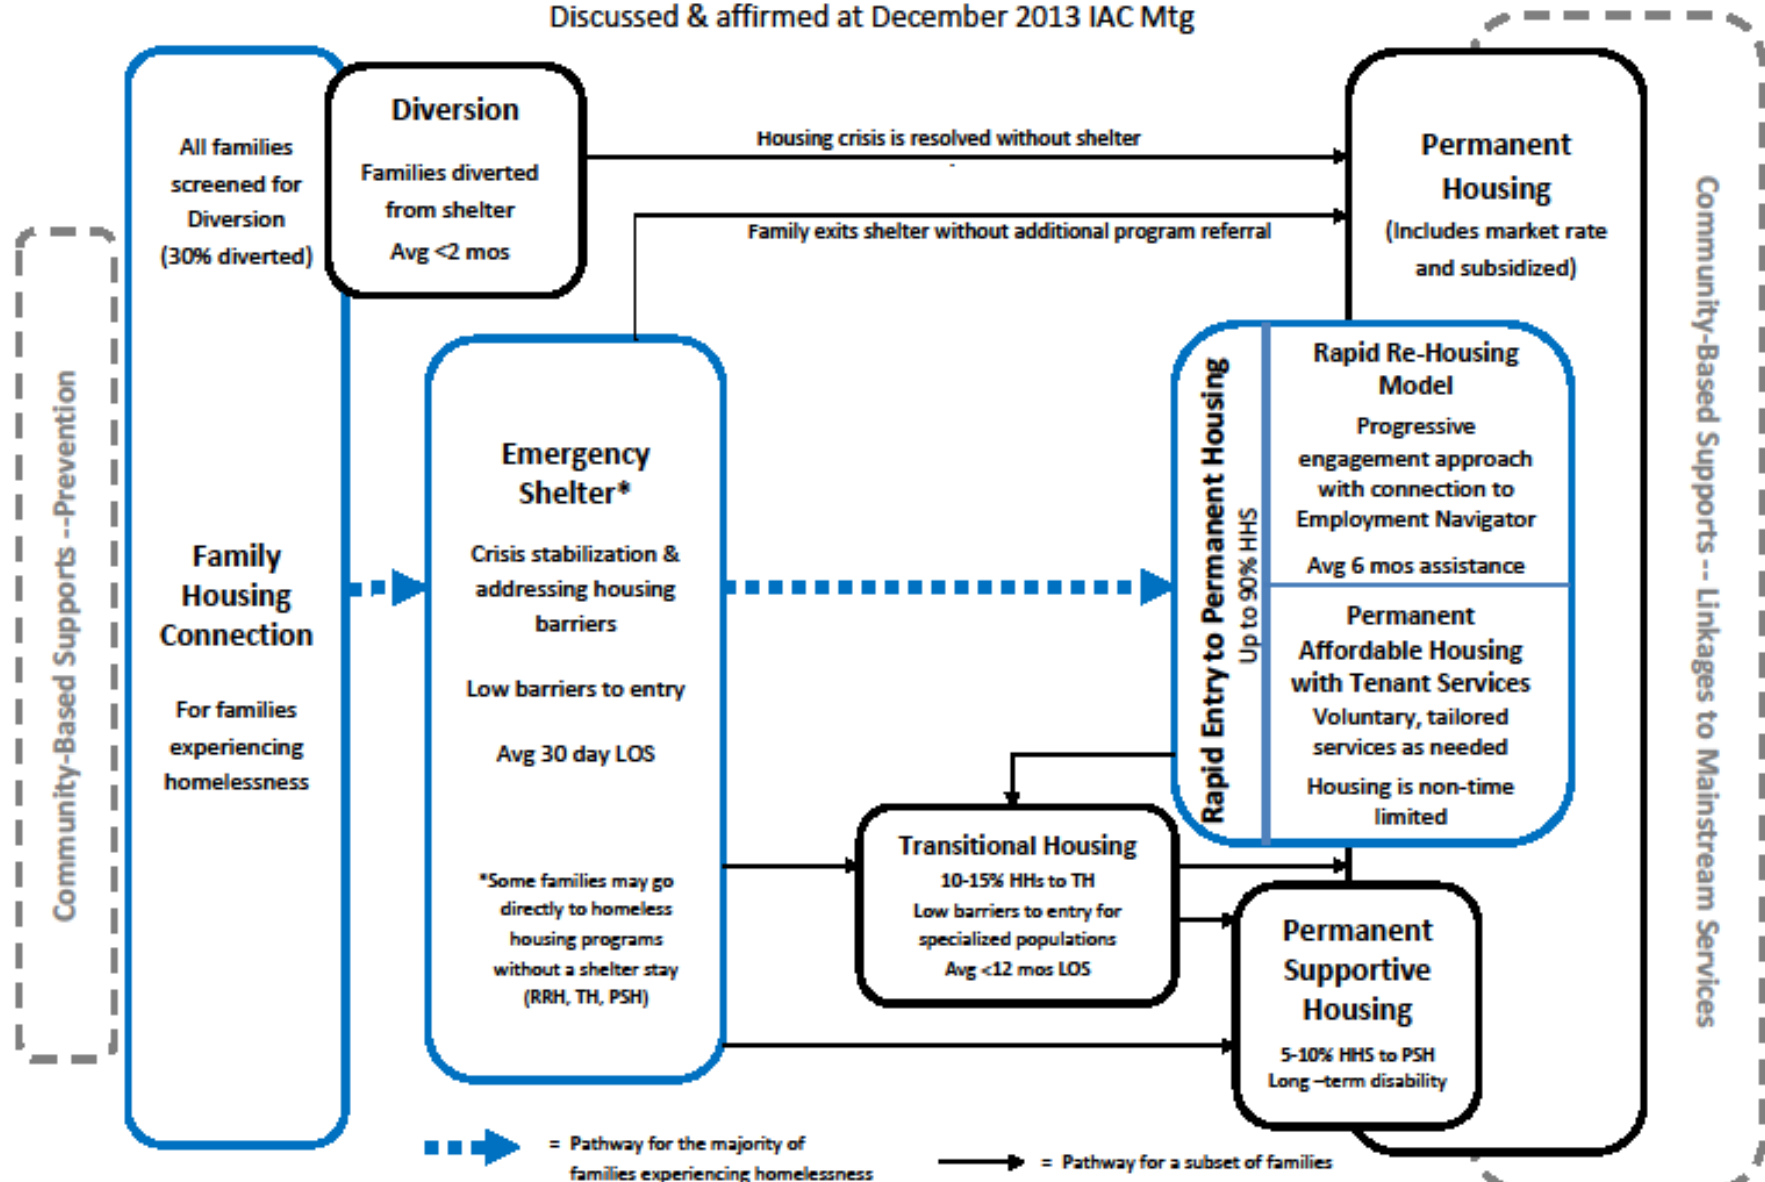 Discussed & affirmed at December 2013 IAC Mtg
Community-Based Supports --Prevention
All families
screened for
Diversion
(30% diverted)
Family
Housing
Connection
For families
experiencing
homelessness
Diversion
Families diverted
from shelter
Avg <2 mos
Housing crisis is resolved without shelter
Family exits shelter without additional program referral
Emergency
Shelter*
Crisis stabilization &
addressing housing
barriers
Low barriers to entry
Avg 30 day LOS
*Some families may go
directly to homeless
housing programs
without a shelter stay
(RRH, TH, PSH)
Transitional Housing
10-15% HHs to TH
Low barriers to entry for
specialized populations
Avg <12 mos LOS
Permanent
Housing
(Includes market rate
and subsidized)
Rapid Entry to Permanent Housing
Up to 90% HHS
Rapid Re-Housing
Model
Progressive
engagement approach
with connection to
Employment Navigator
Avg 6 mos assistance
Permanent
Affordable Housing
with Tenant Services
Voluntary, tailored
services as needed
Housing is non-time
limited
Permanent
Supportive
Housing
5-10% HHS to PSH
Long –term disability
Community-Based Supports -- Linkages to Mainstream Services
= Pathway for the majority of
families experiencing homelessness
= Pathway for a subset of families